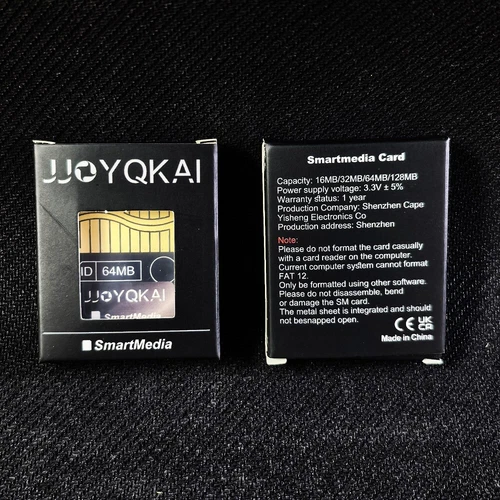 JJOYQKAI
ID 64MB
JJOYQKAI
SmartMedia
SmartMedia
Smartmedia Card
Capacity: 16MB/32MB/64MB/128MB
Power supply voltage: 3.3V ± 5%
Warranty status: 1 year
Production Company: Shenzhen Cape
Yisheng Electronics Co
Production address: Shenzhen
Note:
Please do not format the card casually
with a card reader on the computer.
Current computer system cannot format
FAT 12.
Only be formatted using other software.
Please do not disassemble, bend
or damage the SM card.
The metal sheet is integrated and should
not besnapped open.
CE UK CA
Made in China